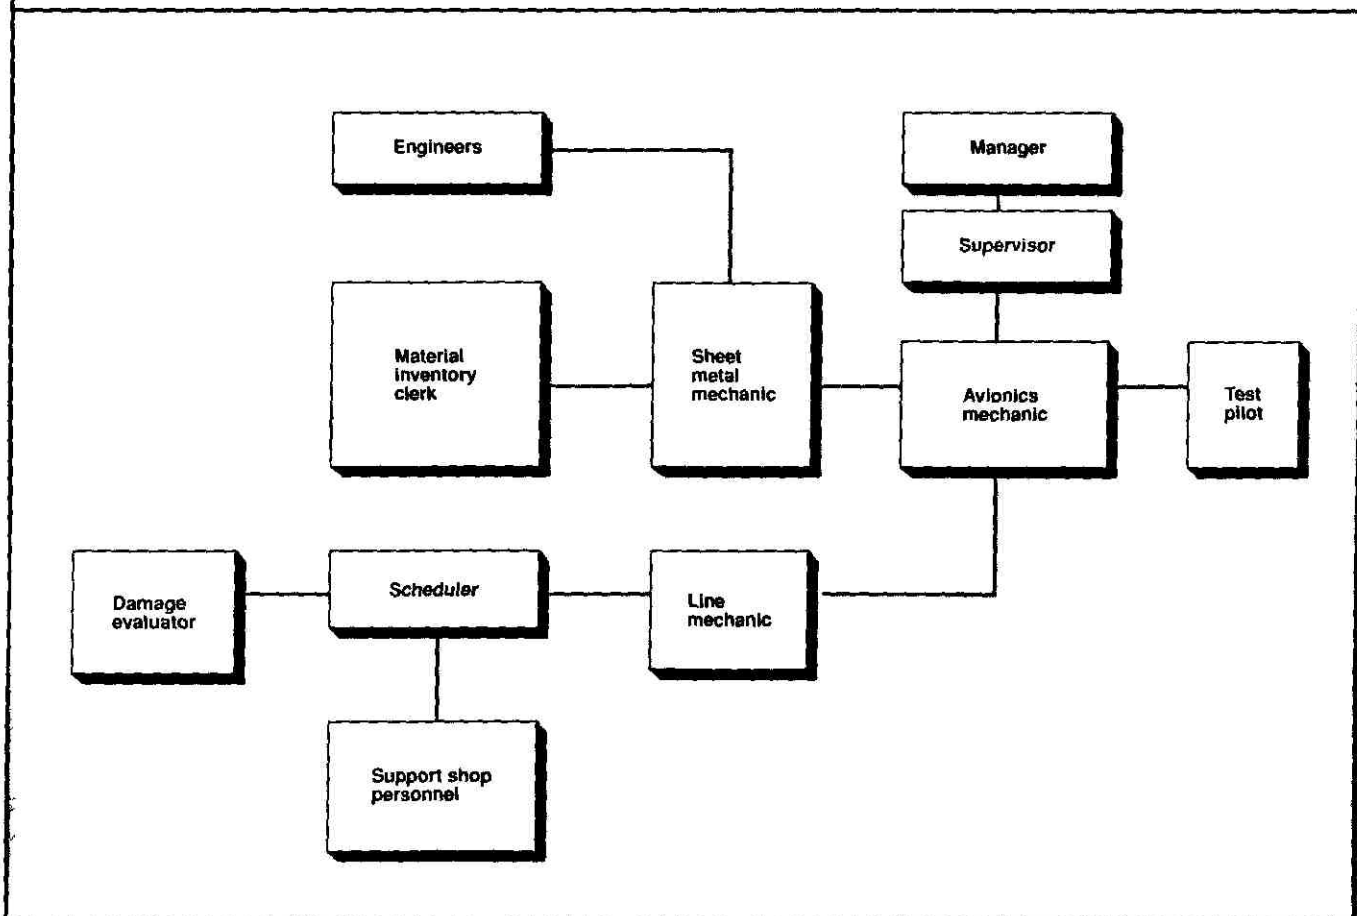 Engineers
Manager
Supervisor
Material
inventory
clerk
Sheet
metal
mechanic
Avionics
mechanic
Test
pilot
Damage
evaluator
Scheduler
Line
mechanic
Support shop
personnel